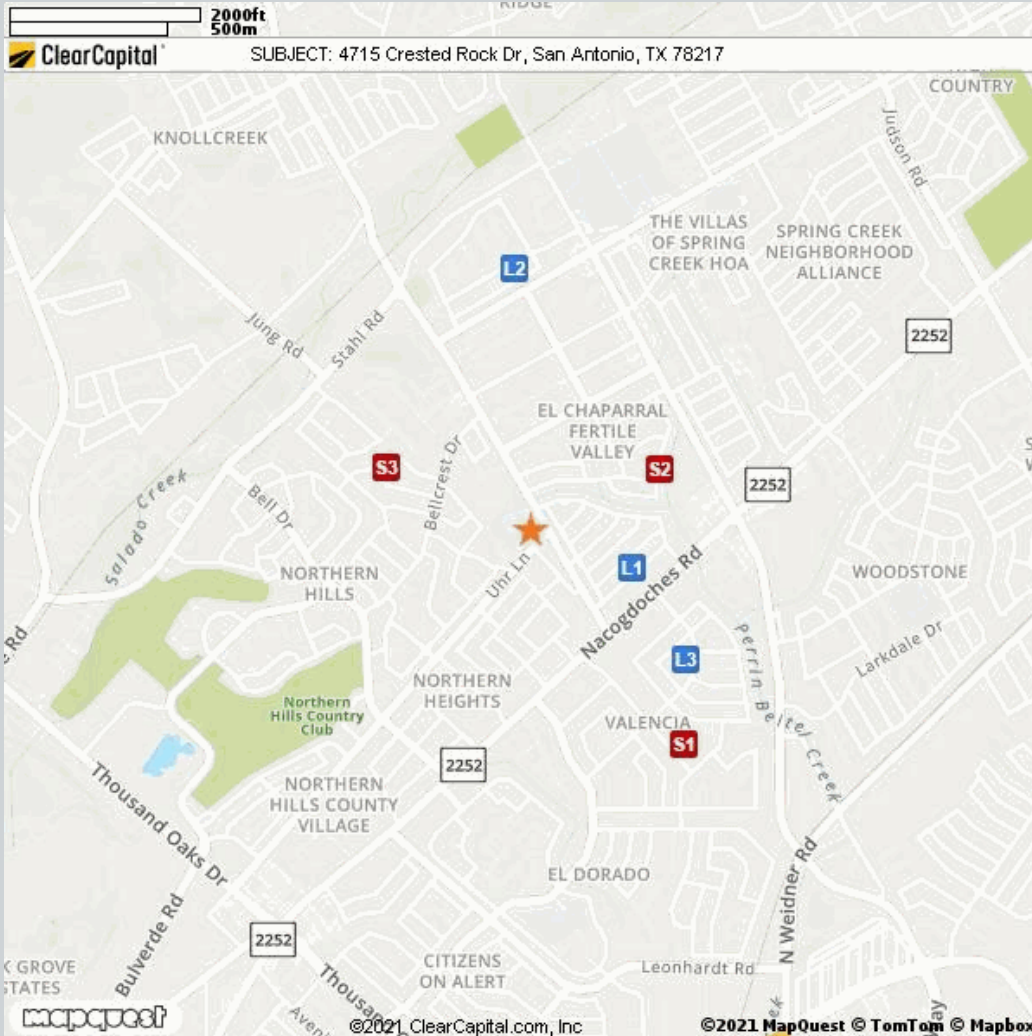 RIDGE
2000ft
500m
ClearCapital
SUBJECT: 4715 Crested Rock Dr, San Antonio, TX 78217
COUNTRY
KNOLLCREEK
Judson Rd
THE VILLAS
OF SPRING
CREEK HOA
SPRING CREEK
NEIGHBORHOOD
ALLIANCE
L2
Jung Rd
Stahl Rd
2252
EL CHAPARRAL
FERTILE
VALLEY
S3
Bellcrest Dr
S2
2252
Salado Creek
Bell Dr
Uhr Ln
L1
NORTHERN
HILLS
Nacogdoches Rd
WOODSTONE
Rd
Perrin Beitel Creek
Larkdale Dr
L3
NORTHERN
HEIGHTS
Northern
Hills Country
Club
VALENCIA
S1
2252
NORTHERN
HILLS COUNTY
VILLAGE
Thousand Oaks Dr
EL DORADO
N Weidner Rd
Bulverde Rd
2252
CITIZENS
ON ALERT
Leonhardt Rd
GROVE
mapquest
©2021 ClearCapital.com, Inc
©2021 MapQuest © TomTom © Mapbox